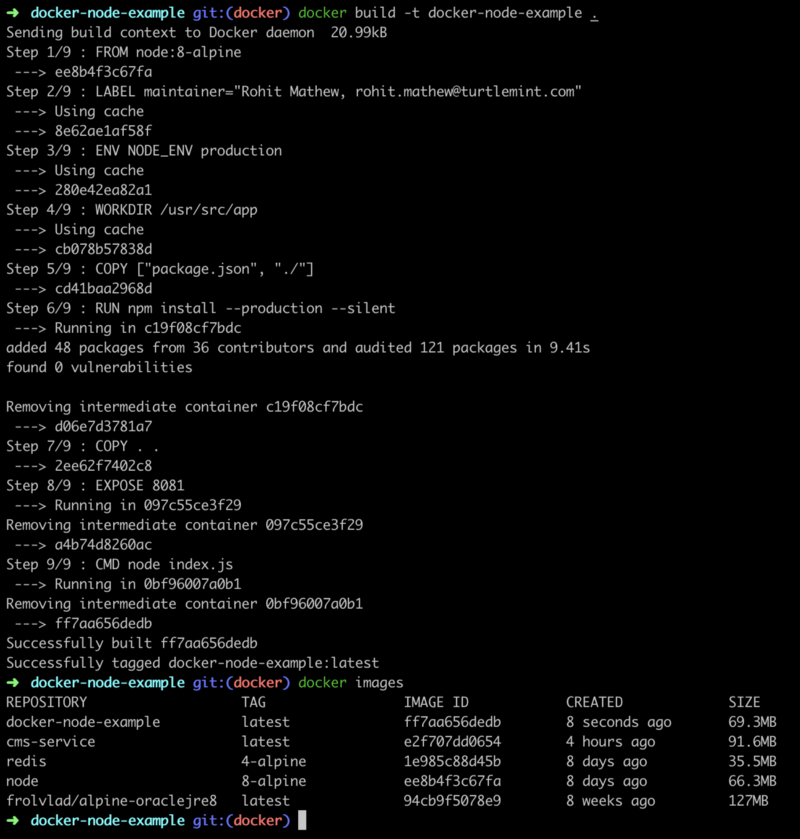 ➜ docker-node-example git:(docker) docker build -t docker-node-example .
Sending build context to Docker daemon 20.99kB
Step 1/9 : FROM node:8-alpine
---> ee8b4f3c67fa
Step 2/9 : LABEL maintainer="Rohit Mathew, rohit.mathew@turtlemint.com"
---> Using cache
---> 8e62ae1af58f
Step 3/9 : ENV NODE_ENV production
---> Using cache
---> 280e42ea82a1
Step 4/9 : WORKDIR /usr/src/app
---> Using cache
---> cb078b57838d
Step 5/9 : COPY ["package.json", "./"]
---> cd41baa2968d
Step 6/9 : RUN npm install --production --silent
---> Running in c19f08cf7bdc
added 48 packages from 36 contributors and audited 121 packages in 9.41s
found 0 vulnerabilities

Removing intermediate container c19f08cf7bdc
---> d06e7d3781a7
Step 7/9 : COPY . .
---> 2ee62f7402c8
Step 8/9 : EXPOSE 8081
---> Running in 097c55ce3f29
Removing intermediate container 097c55ce3f29
---> a4b74d8260ac
Step 9/9 : CMD node index.js
---> Running in 0bf96007a0b1
Removing intermediate container 0bf96007a0b1
---> ff7aa656dedb
Successfully built ff7aa656dedb
Successfully tagged docker-node-example:latest
➜ docker-node-example git:(docker) docker images
REPOSITORY TAG IMAGE ID CREATED SIZE
docker-node-example latest ff7aa656dedb 8 seconds ago 69.3MB
cms-service latest e2f707dd0654 4 hours ago 91.6MB
redis 4-alpine 1e985c88d45b 8 days ago 35.5MB
node 8-alpine ee8b4f3c67fa 8 days ago 66.3MB
frolvlad/alpine-oraclejre8 latest 94cb9f5078e9 8 weeks ago 127MB
➜ docker-node-example git:(docker)